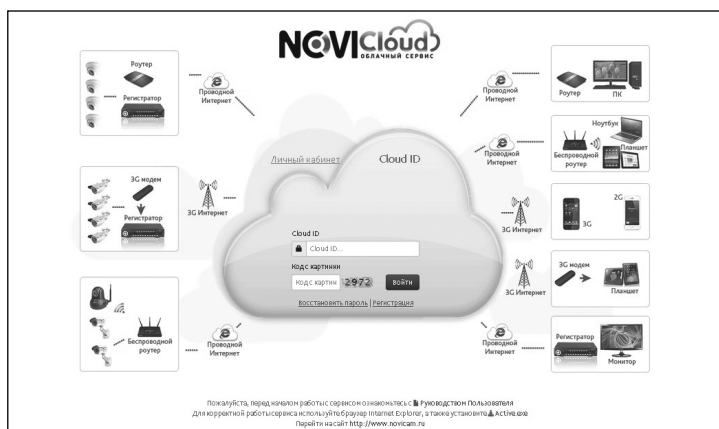 NOVIcloud
ОБЛАЧНЫЙ СЕРВИС
Роутер
Регистратор
Проводной
Интернет
Проводной
Интернет
Роутер
ПК
Проводной
Интернет
Ноутбук
Беспроводной
роутер
Планшет
Личный кабинет
Cloud ID
3G модем
Регистратор
3G Интернет
3G Интернет
3G
2G
Cloud ID
Cloud ID...
Код с картинки
Код с картин
2972
Войти
Восстановить пароль | Регистрация
3G Интернет
3G модем
Планшет
Беспроводной
роутер
Проводной
Интернет
Проводной
Интернет
Регистратор
Монитор
Пожалуйста, перед началом работы с сервисом ознакомьтесь с Руководством Пользователя
Для корректной работы сервиса используйте браузер Internet Explorer, а также установите Active.exe
Перейти на сайт http://www.novicam.ru